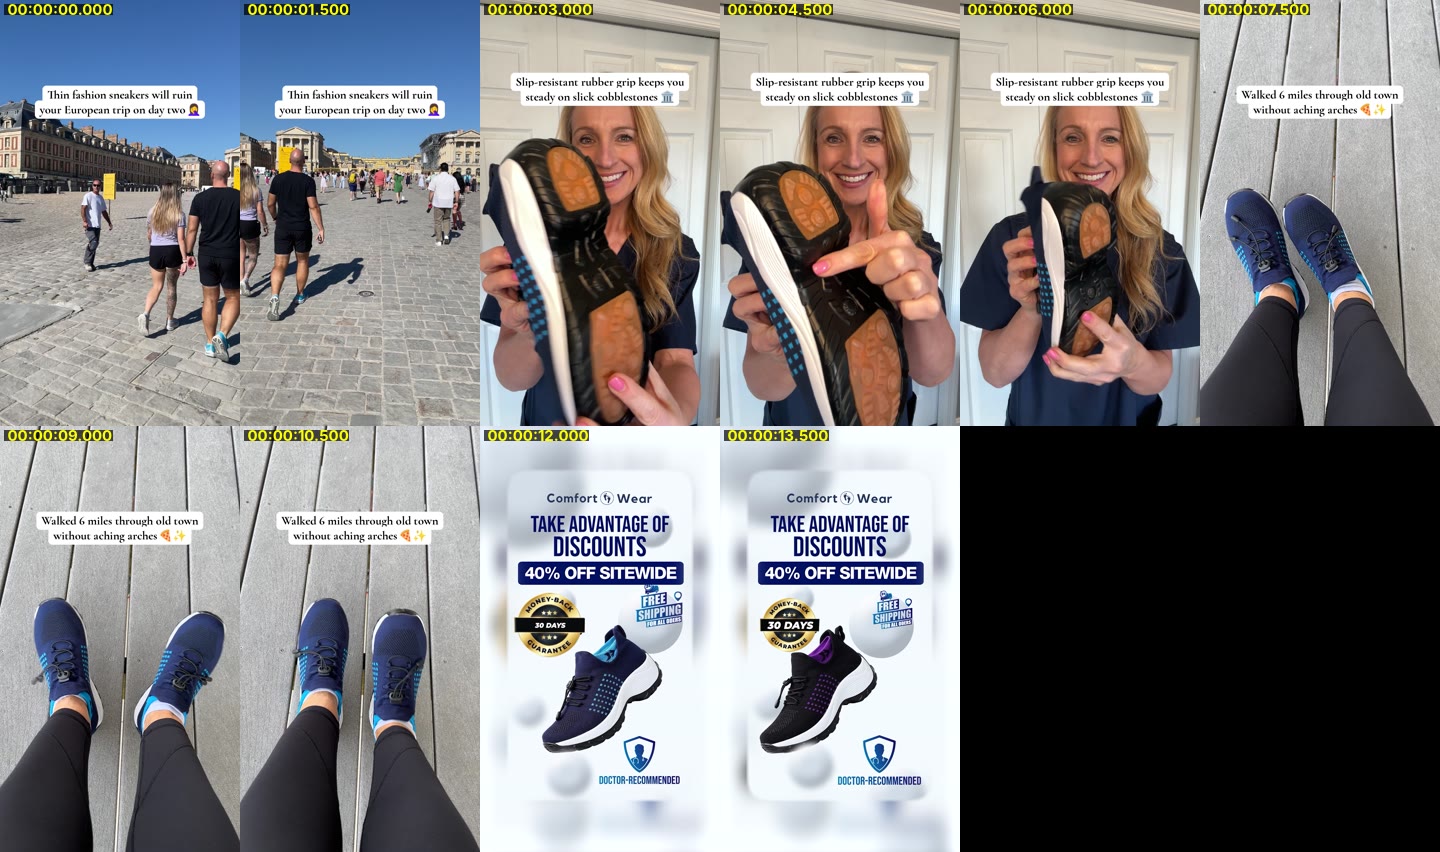 00:00:00.000
Thin fashion sneakers will ruin
your European trip on day two 🤦‍♀️
00:00:01.500
Thin fashion sneakers will ruin
your European trip on day two 🤦‍♀️
00:00:03.000
Slip-resistant rubber grip keeps you
steady on slick cobblestones 🏛️
00:00:04.500
Slip-resistant rubber grip keeps you
steady on slick cobblestones 🏛️
00:00:06.000
Slip-resistant rubber grip keeps you
steady on slick cobblestones 🏛️
00:00:07.500
Walked 6 miles through old town
without aching arches 🍕✨
00:00:09.000
Walked 6 miles through old town
without aching arches 🍕✨
00:00:10.500
Walked 6 miles through old town
without aching arches 🍕✨
00:00:12.000
Comfort Wear
TAKE ADVANTAGE OF
DISCOUNTS
40% OFF SITEWIDE
MONEY-BACK
30 DAYS
GUARANTEE
FREE
SHIPPING
FOR ALL ORERS
DOCTOR-RECOMMENDED
00:00:13.500
Comfort Wear
TAKE ADVANTAGE OF
DISCOUNTS
40% OFF SITEWIDE
MONEY-BACK
30 DAYS
GUARANTEE
FREE
SHIPPING
FOR ALL ORERS
DOCTOR-RECOMMENDED